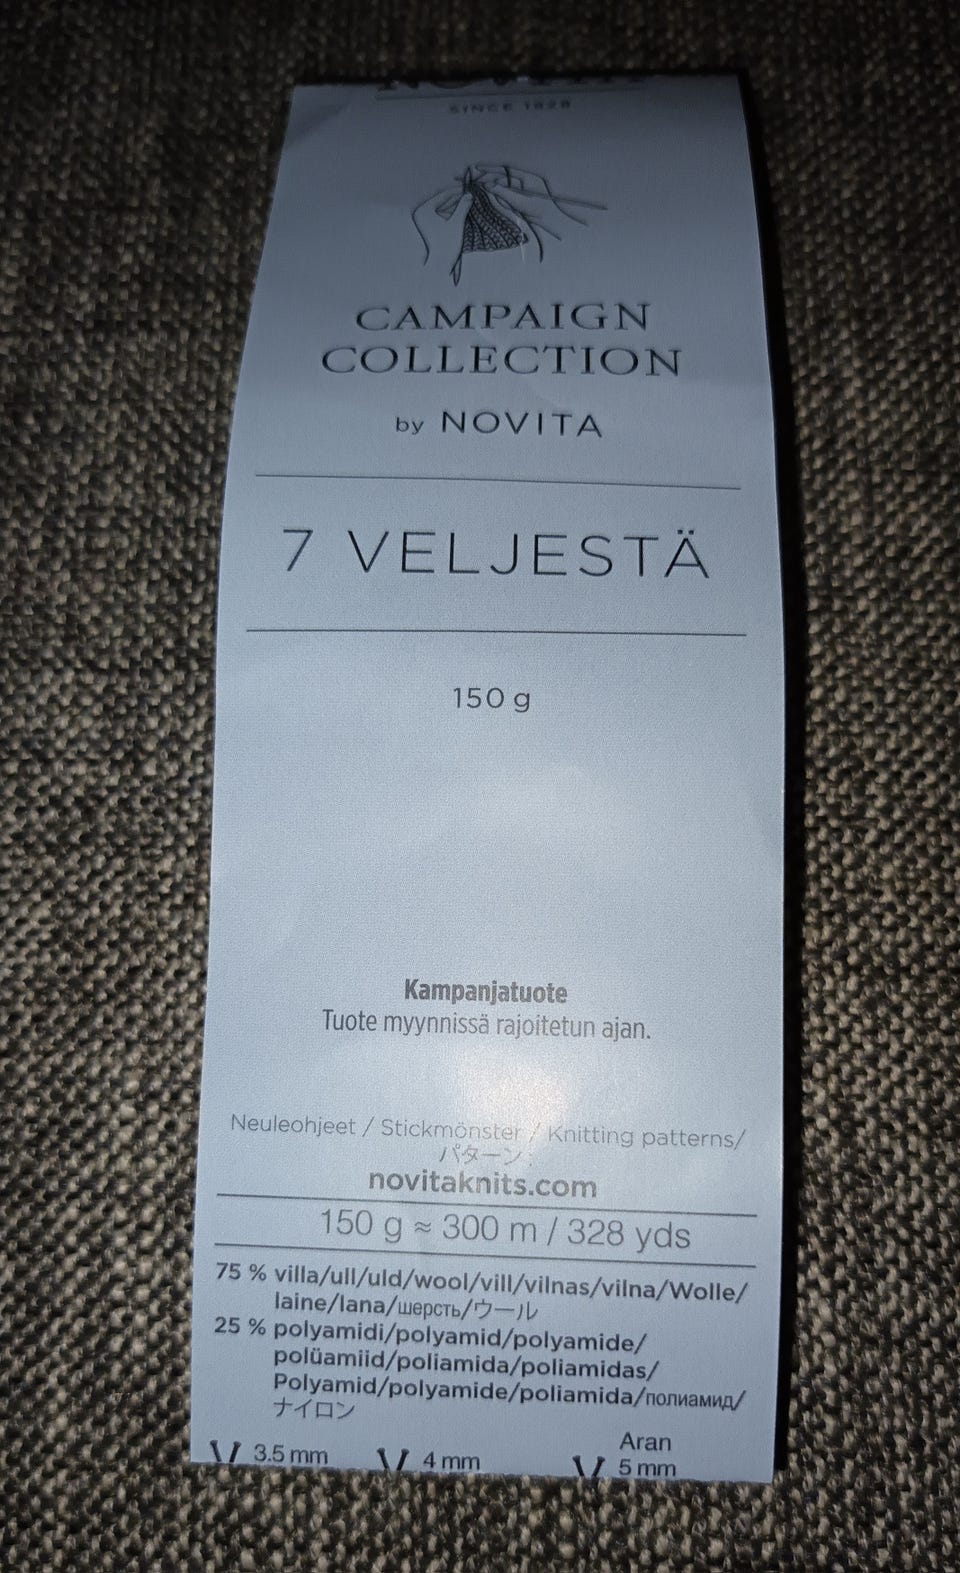 SINCE 1928
CAMPAIGN
COLLECTION
by NOVITA
7 VELJESTÄ
150 g
Kampanjatuote
Tuote myynnissä rajoitetun ajan.
Neuleohjeet / Stickmönster / Knitting patterns/
パターン:
novitaknits.com
150 g ≈ 300 m / 328 yds
75 % villa/ull/uld/wool/vill/vilnas/vilna/Wolle/
laine/lana/шерсть/ウール
25 % polyamidi/polyamid/polyamide/
polüamiid/poliamida/poliamidas/
Polyamid/polyamide/poliamida/полиамид/
ナイロン
Aran
3.5 mm 4 mm 5 mm